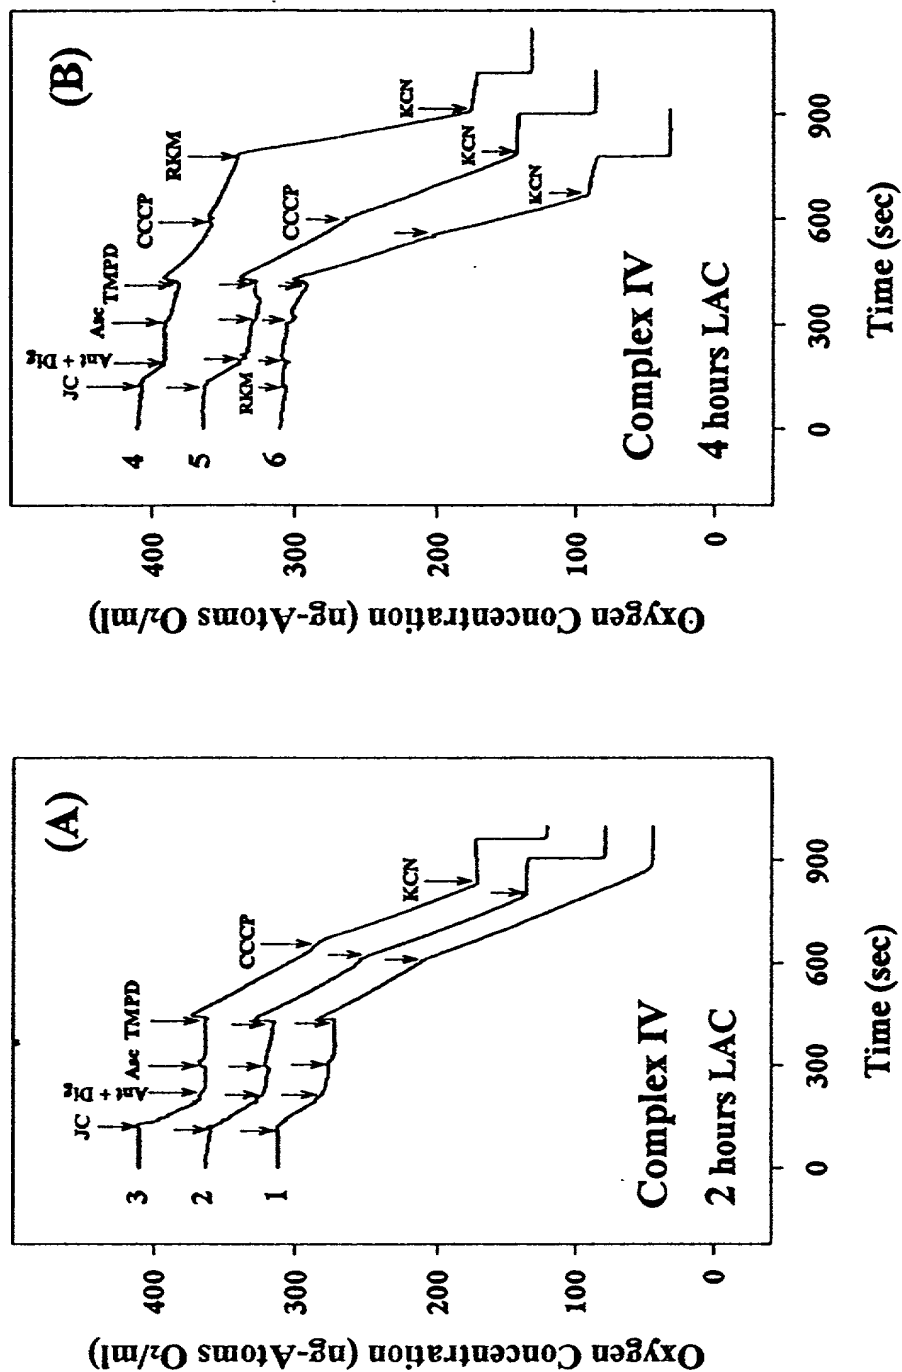 (A)
JC
Ant + Dig
Asc
TMPD
CCCP
KCN
3
2
1
Complex IV
2 hours LAC
400
300
200
100
0
Oxygen Concentration (ng-Atoms O₂/ml)
0
300
600
900
Time (sec)
(B)
JC
Ant + Dig
Asc
TMPD
CCCP
RKM
KCN
4
5
6
RKM
CCCP
KCN
KCN
Complex IV
4 hours LAC
400
300
200
100
0
Oxygen Concentration (ng-Atoms O₂/ml)
0
300
600
900
Time (sec)